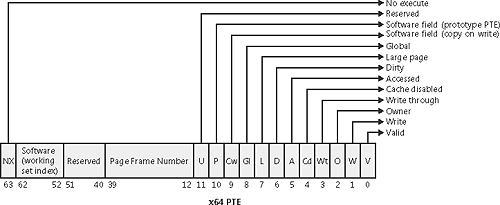 No execute
Reserved
Software field (prototype PTE)
Software field (copy on write)
Global
Large page
Dirty
Accessed
Cache disabled
Write through
Owner
Write
Valid
NX Software (working set index) Reserved Page Frame Number U P Cw Gl L D A Cd Wt O W V
63 62 52 51 40 39 12 11 10 9 8 7 6 5 4 3 2 1 0
x64 PTE